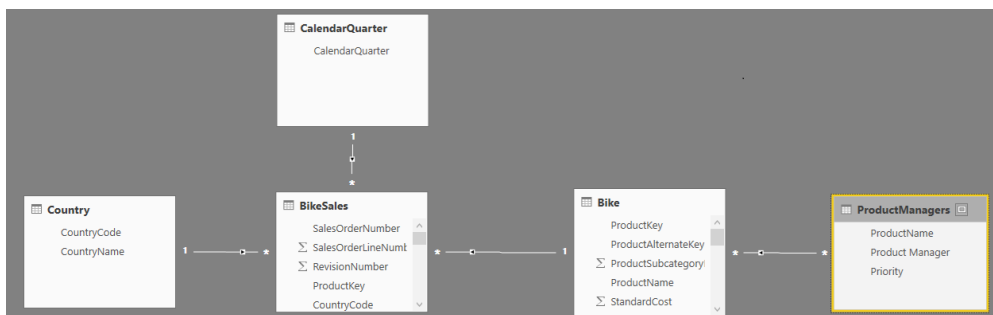 CalendarQuarter
CalendarQuarter
1
*
Country
CountryCode
CountryName
1
*
BikeSales
SalesOrderNumber
Σ SalesOrderLineNumb
Σ RevisionNumber
ProductKey
CountryCode
*
1
Bike
ProductKey
ProductAlternateKey
Σ ProductSubcategory
ProductName
Σ StandardCost
*
*
ProductManagers
ProductName
Product Manager
Priority